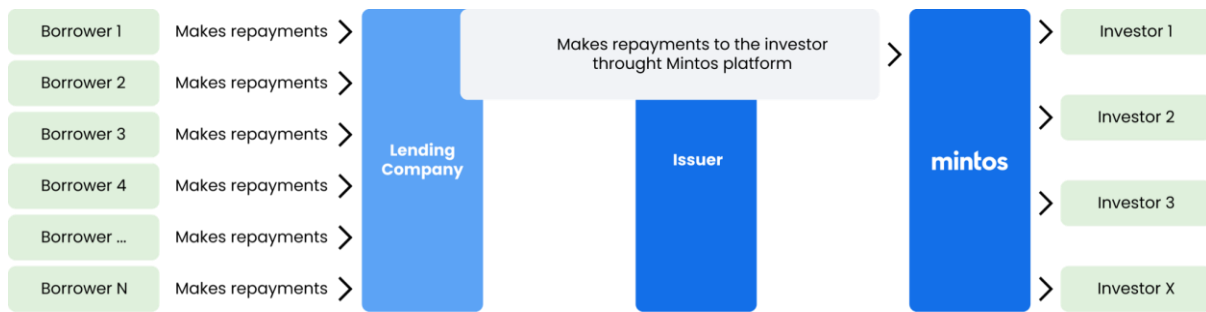 Borrower 1 Makes repayments
Borrower 2 Makes repayments
Borrower 3 Makes repayments
Borrower 4 Makes repayments
Borrower ... Makes repayments
Borrower N Makes repayments
Lending
Company
Makes repayments to the investor
throught Mintos platform
Issuer
mintos
Investor 1
Investor 2
Investor 3
Investor X